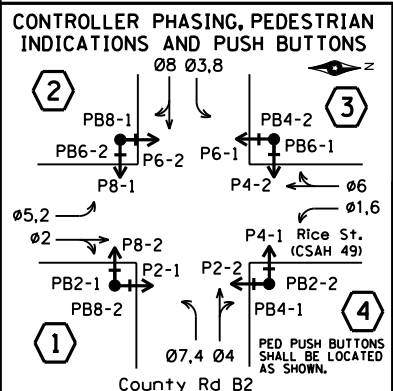 CONTROLLER PHASING, PEDESTRIAN
INDICATIONS AND PUSH BUTTONS
Ø8 Ø3,8
N
2
3
PB8-1
PB4-2
PB6-2
P6-2
P6-1
PB6-1
P8-1
P4-2
Ø6
Ø5,2
Ø1,6
Ø2
P8-2
P4-1
Rice St.
(CSAH 49)
PB2-1
P2-1
P2-2
PB2-2
PB8-2
PB4-1
1
4
Ø7,4 Ø4
PED PUSH BUTTONS
SHALL BE LOCATED
AS SHOWN.
County Rd B2